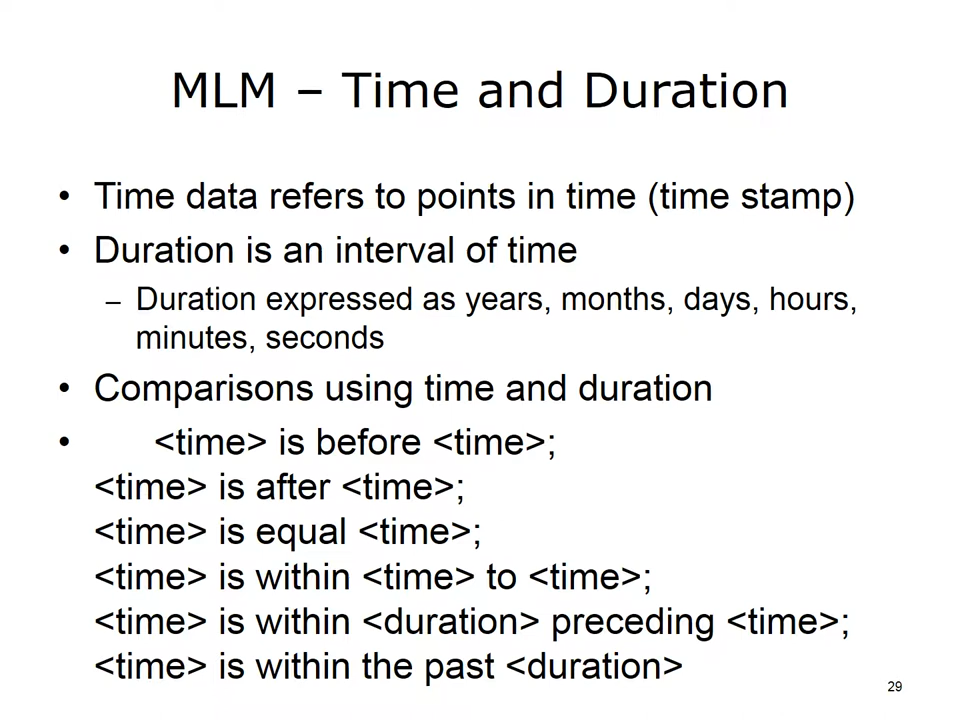 MLM – Time and Duration
• Time data refers to points in time (time stamp)
• Duration is an interval of time
– Duration expressed as years, months, days, hours,
minutes, seconds
• Comparisons using time and duration
• <time> is before <time>;
<time> is after <time>;
<time> is equal <time>;
<time> is within <time> to <time>;
<time> is within <duration> preceding <time>;
<time> is within the past <duration>
29